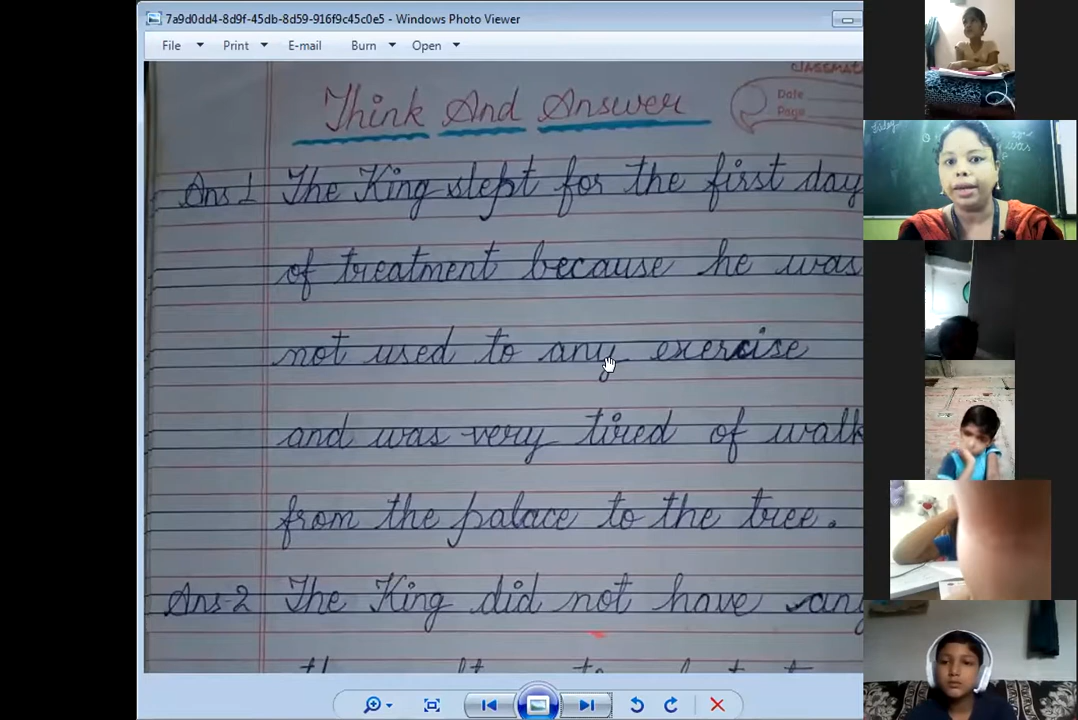 7a9d0dd4-8d9f-45db-8d59-916f9c45c0e5 - Windows Photo Viewer
File Print E-mail Burn Open
Think And Answer
Date
Page
Ans 1 The King slept for the first day
of treatment because he was
not used to any exercise
and was very tired of walk
from the palace to the tree.
Ans-2 The King did not have any